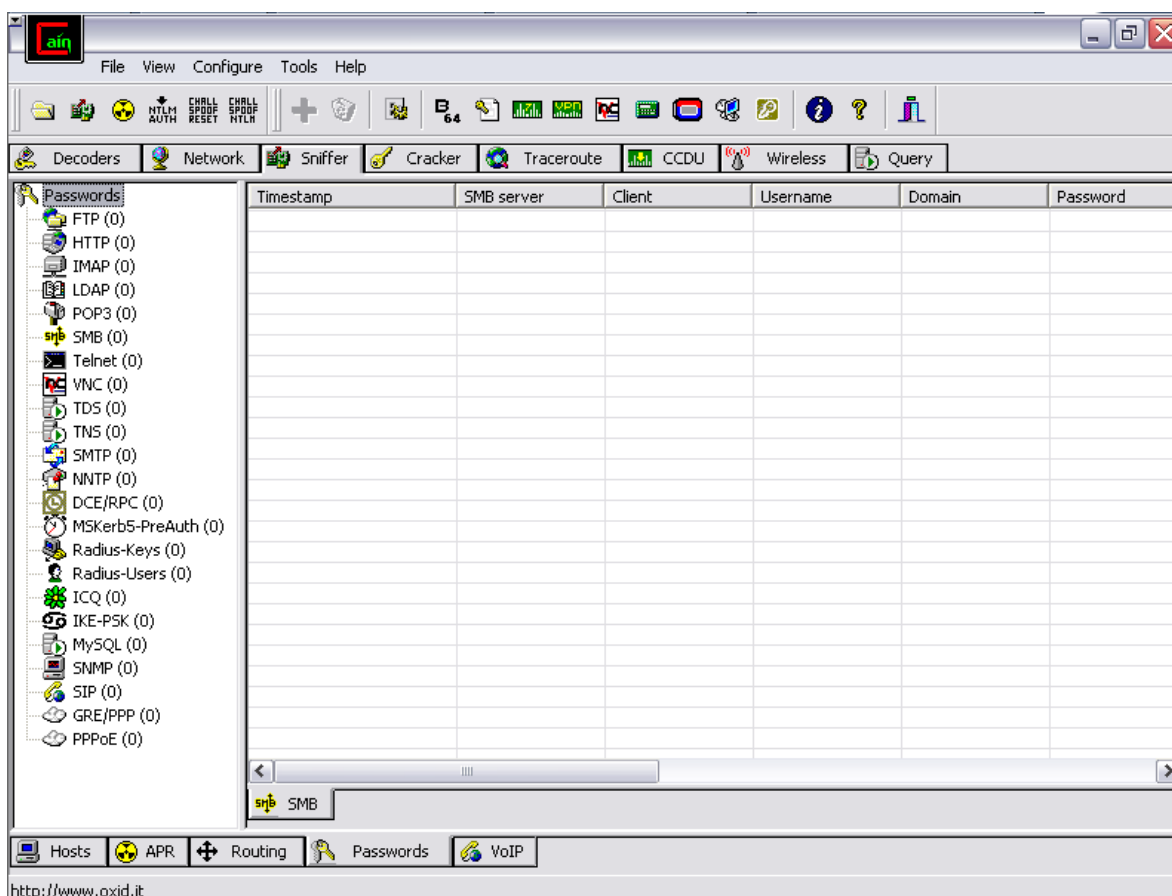 Cain
File View Configure Tools Help
NTLM AUTH CHALL SPOOF RESET CHALL SPOOF NTLM B 64 VPN
Decoders Network Sniffer Cracker Traceroute CCDU Wireless Query
Passwords
FTP (0)
HTTP (0)
IMAP (0)
LDAP (0)
POP3 (0)
SMB (0)
Telnet (0)
VNC (0)
TDS (0)
TNS (0)
SMTP (0)
NNTP (0)
DCE/RPC (0)
MSKerb5-PreAuth (0)
Radius-Keys (0)
Radius-Users (0)
ICQ (0)
IKE-PSK (0)
MySQL (0)
SNMP (0)
SIP (0)
GRE/PPP (0)
PPPoE (0)
Timestamp SMB server Client Username Domain Password
SMB
Hosts APR Routing Passwords VoIP
http://www.oxid.it